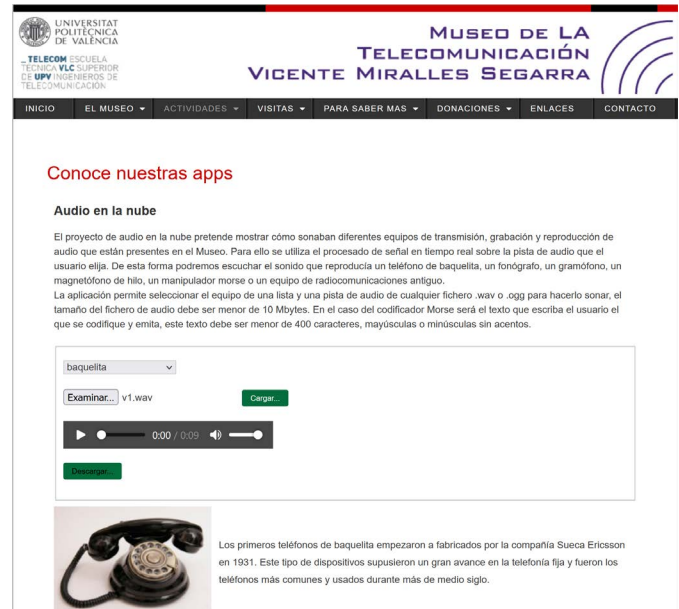 UNIVERSITAT
POLITÈCNICA
DE VALÈNCIA
TELECOM ESCUELA
TÉCNICA VLC SUPERIOR
DE UPV INGENIEROS DE
TELECOMUNICACIÓN
MUSEO DE LA
TELECOMUNICACIÓN
VICENTE MIRALLES SEGARRA
INICIO EL MUSEO ACTIVIDADES VISITAS PARA SABER MAS DONACIONES ENLACES CONTACTO
Conoce nuestras apps
Audio en la nube
El proyecto de audio en la nube pretende mostrar cómo sonaban diferentes equipos de transmisión, grabación y reproducción de
audio que están presentes en el Museo. Para ello se utiliza el procesado de señal en tiempo real sobre la pista de audio que el
usuario elija. De esta forma podremos escuchar el sonido que reproducía un teléfono de baquelita, un fonógrafo, un gramófono, un
magnetófono de hilo, un manipulador morse o un equipo de radiocomunicaciones antiguo.
La aplicación permite seleccionar el equipo de una lista y una pista de audio de cualquier fichero .wav o .ogg para hacerlo sonar, el
tamaño del fichero de audio debe ser menor de 10 Mbytes. En el caso del codificador Morse será el texto que escriba el usuario el
que se codifique y emita, este texto debe ser menor de 400 caracteres, mayúsculas o minúsculas sin acentos.
baquelita
Examinar... v1.wav Cargar...
0:00 / 0:09
Descargar...
Los primeros teléfonos de baquelita empezaron a fabricados por la compañía Sueca Ericsson
en 1931. Este tipo de dispositivos supusieron un gran avance en la telefonía fija y fueron los
teléfonos más comunes y usados durante más de medio siglo.